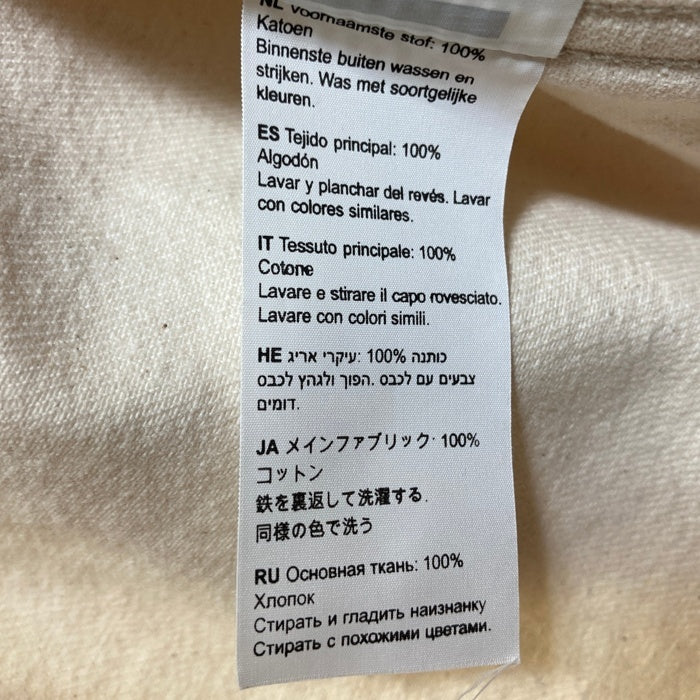 NL voornaamste stof: 100%
Katoen
Binnenste buiten wassen en
strijken. Was met soortgelijke
kleuren.
ES Tejido principal: 100%
Algodón
Lavar y planchar del revés. Lavar
con colores similares.
IT Tessuto principale: 100%
Cotone
Lavare e stirare il capo rovesciato.
Lavare con colori simili.
HE עיקרי אריג: 100% כותנה
צבעים עם לכבס .הפוך ולגהץ לכבס
דומים.
JA メインファブリック· 100%
コットン
鉄を裏返して洗濯する.
同様の色で洗う
RU Основная ткань: 100%
Хлопок
Стирать и гладить наизнанку
Стирать с похожими цветами.